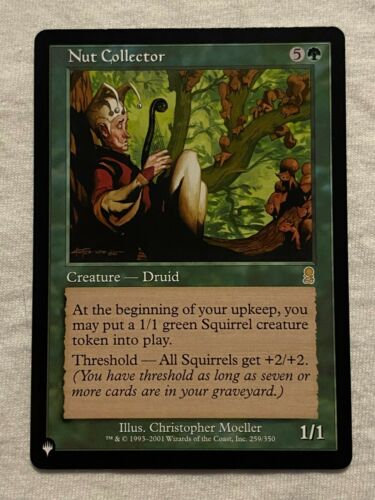 Nut Collector 5
Creature — Druid
At the beginning of your upkeep, you
may put a 1/1 green Squirrel creature
token into play.
Threshold — All Squirrels get +2/+2.
(You have threshold as long as seven or
more cards are in your graveyard.)
Illus. Christopher Moeller
™ & © 1993–2001 Wizards of the Coast, Inc. 259/350
1/1